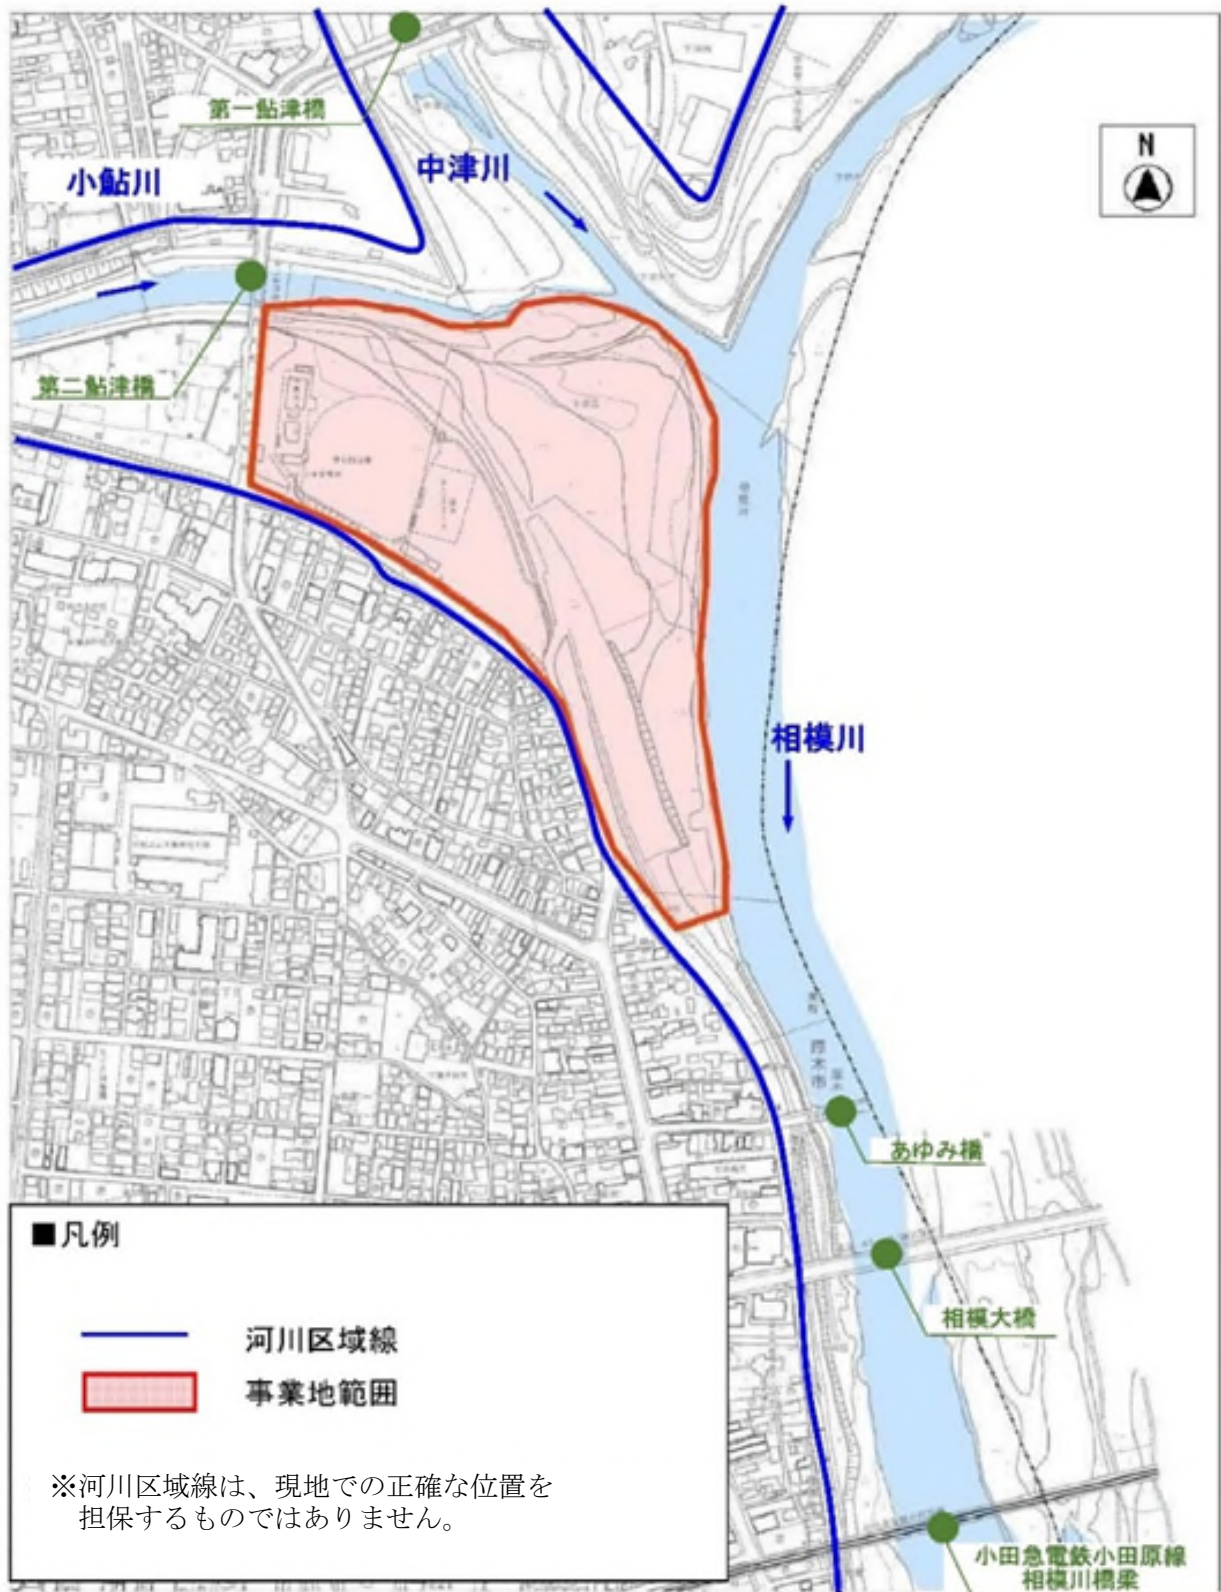 第一鮎津橋
小鮎川
中津川
N
第二鮎津橋
相模川
厚木市
あゆみ橋
相模大橋
小田急電鉄小田原線
相模川橋梁
■凡例
河川区域線
事業地範囲
※河川区域線は、現地での正確な位置を
担保するものではありません。